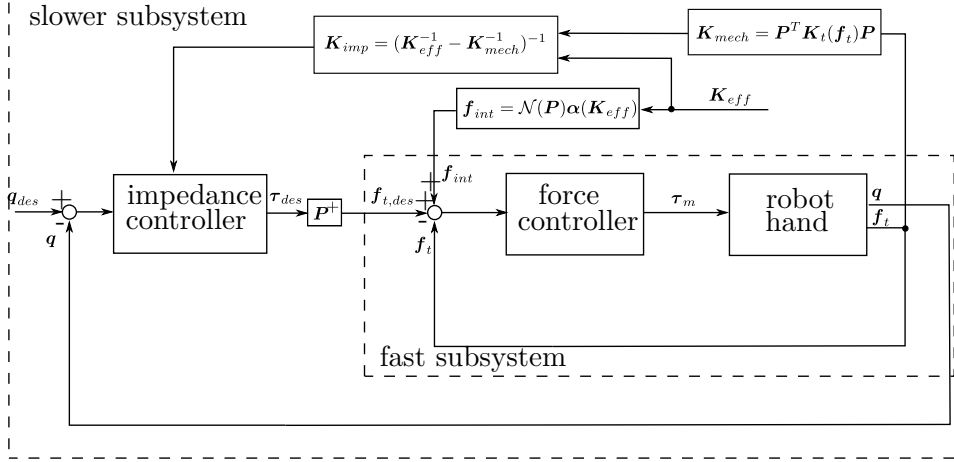 slower subsystem
K_imp = (K_eff^{-1} − K_mech^{-1})^{-1}
K_mech = P^T K_t(f_t)P
f_int = N(P)α(K_eff)
K_eff
q_des
+
-
q
impedance
controller
τ_des
P^+
f_t,des
+
f_int
+
-
f_t
force
controller
τ_m
robot
hand
q
f_t
fast subsystem